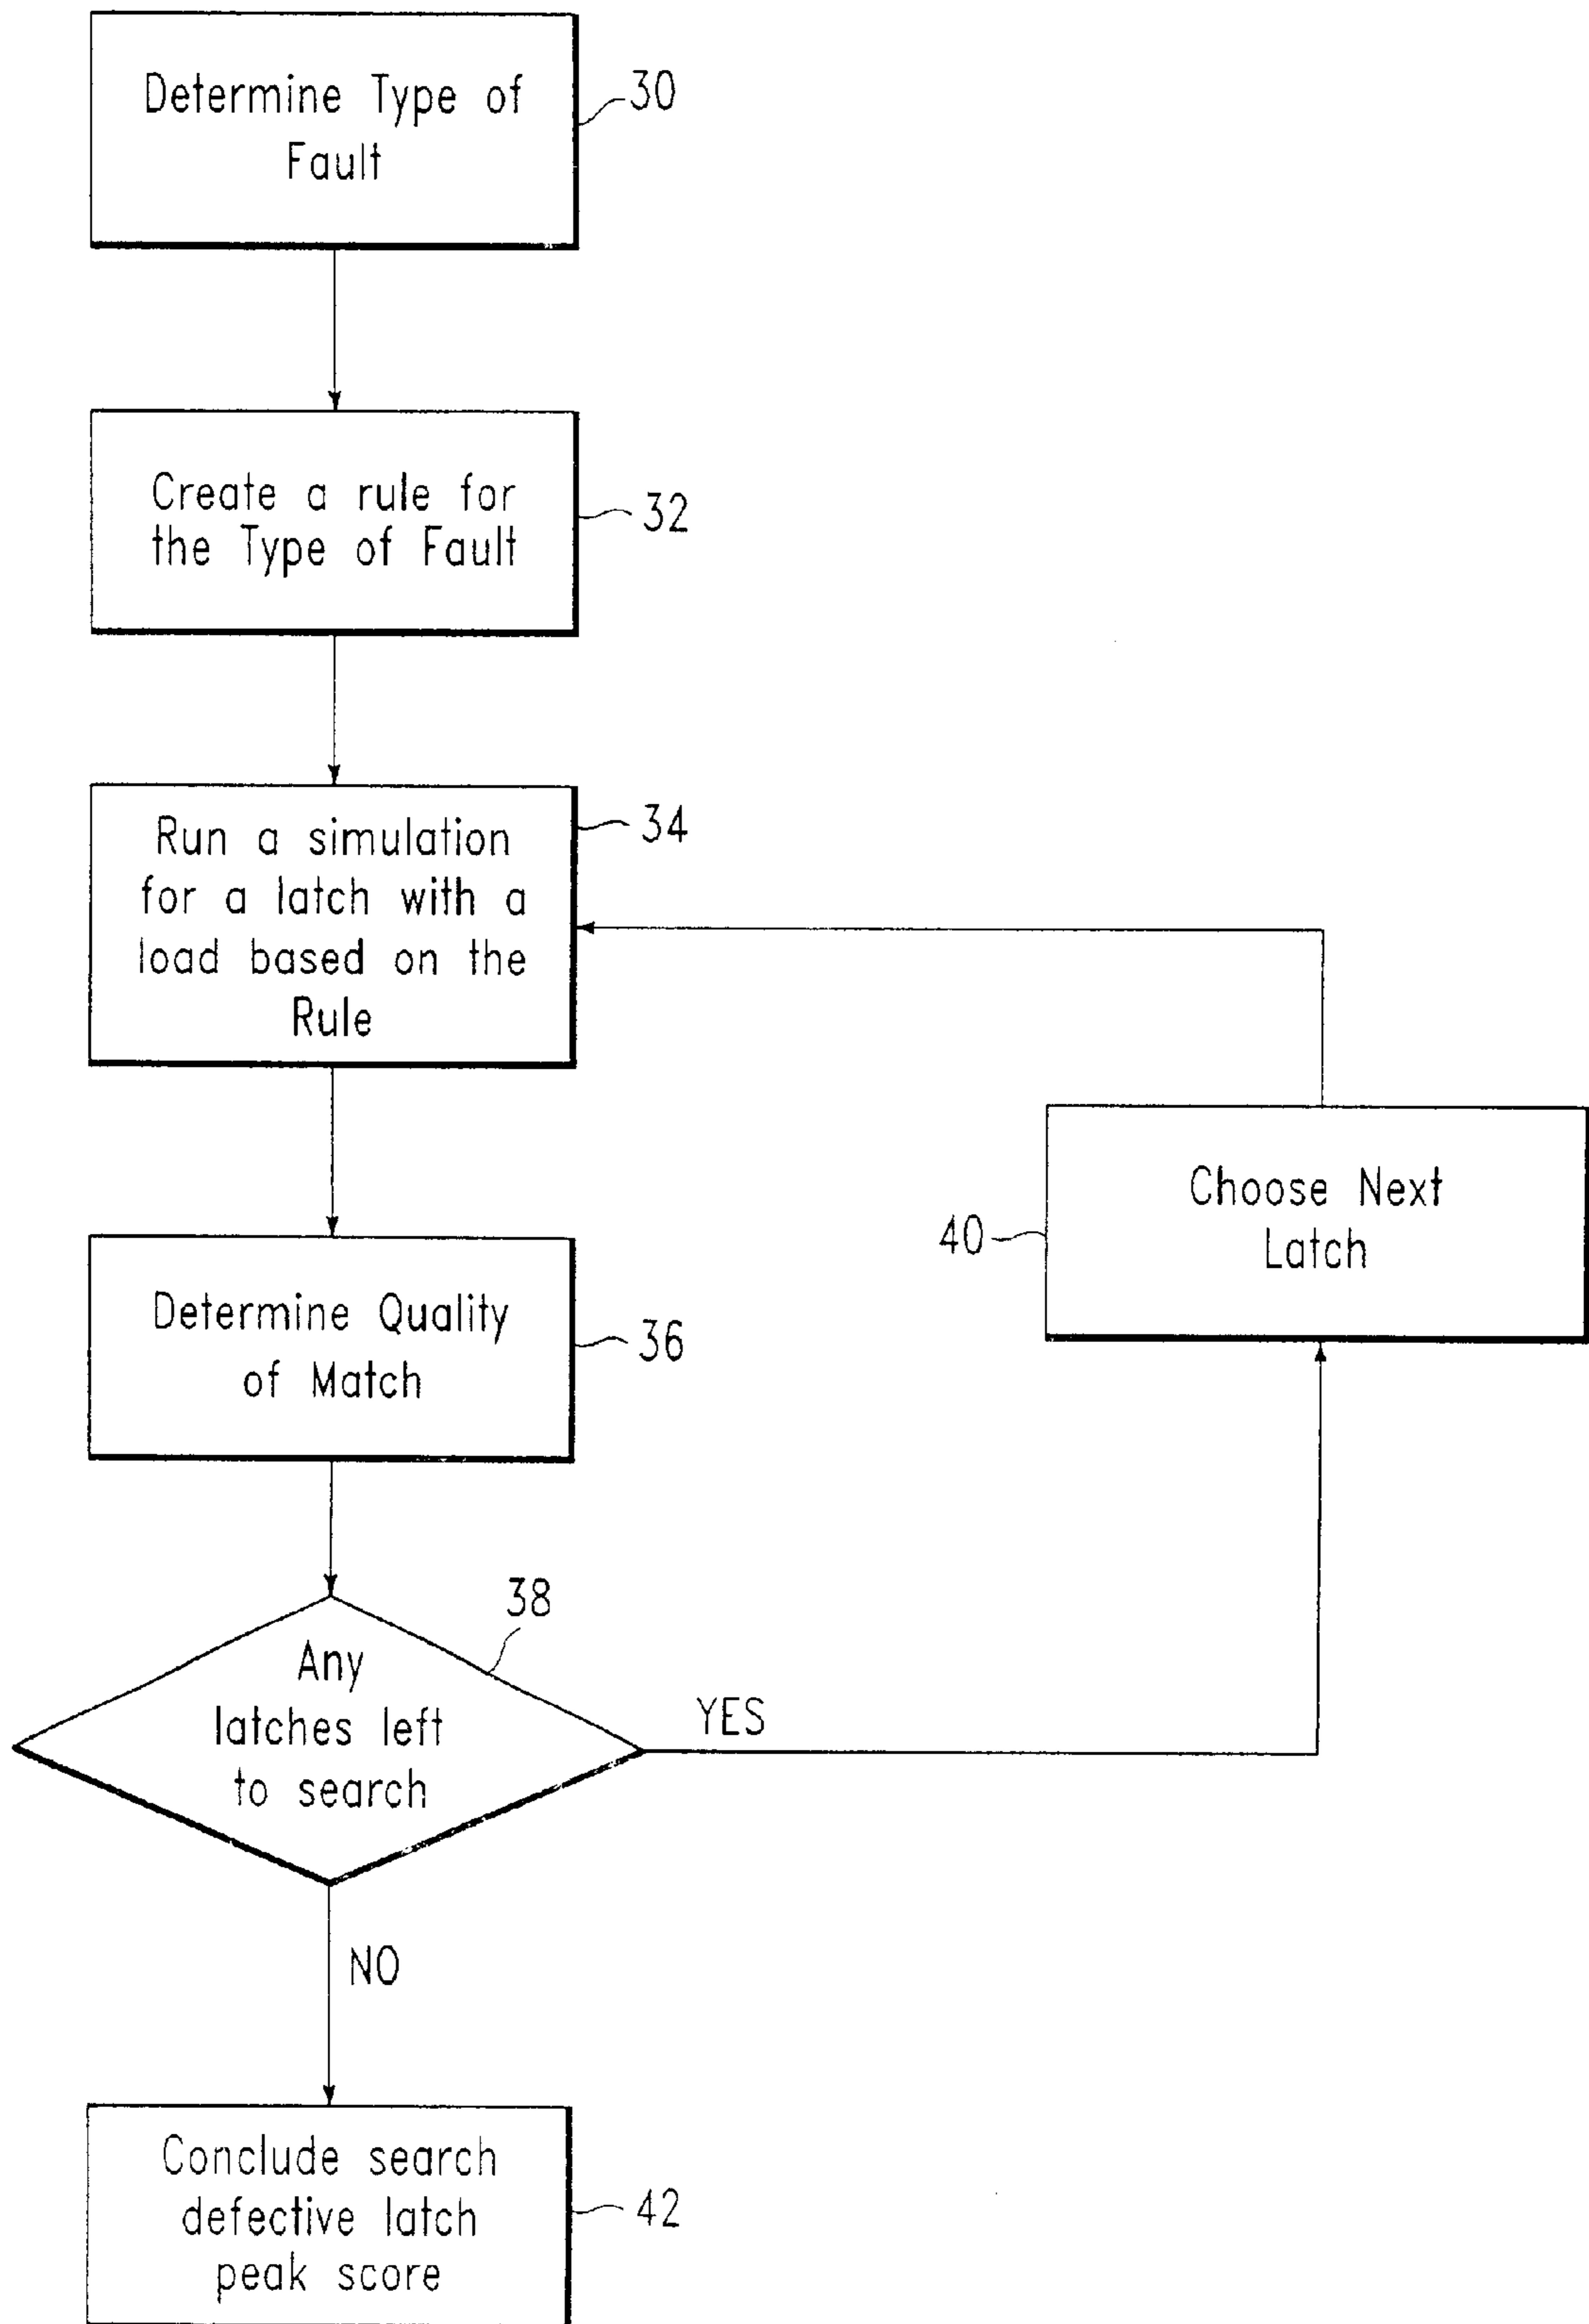 Determine Type of
Fault
30
Create a rule for
the Type of Fault
32
Run a simulation
for a latch with a
load based on the
Rule
34
Choose Next
Latch
40
Determine Quality
of Match
36
Any
latches left
to search
38
YES
NO
Conclude search
defective latch
peak score
42